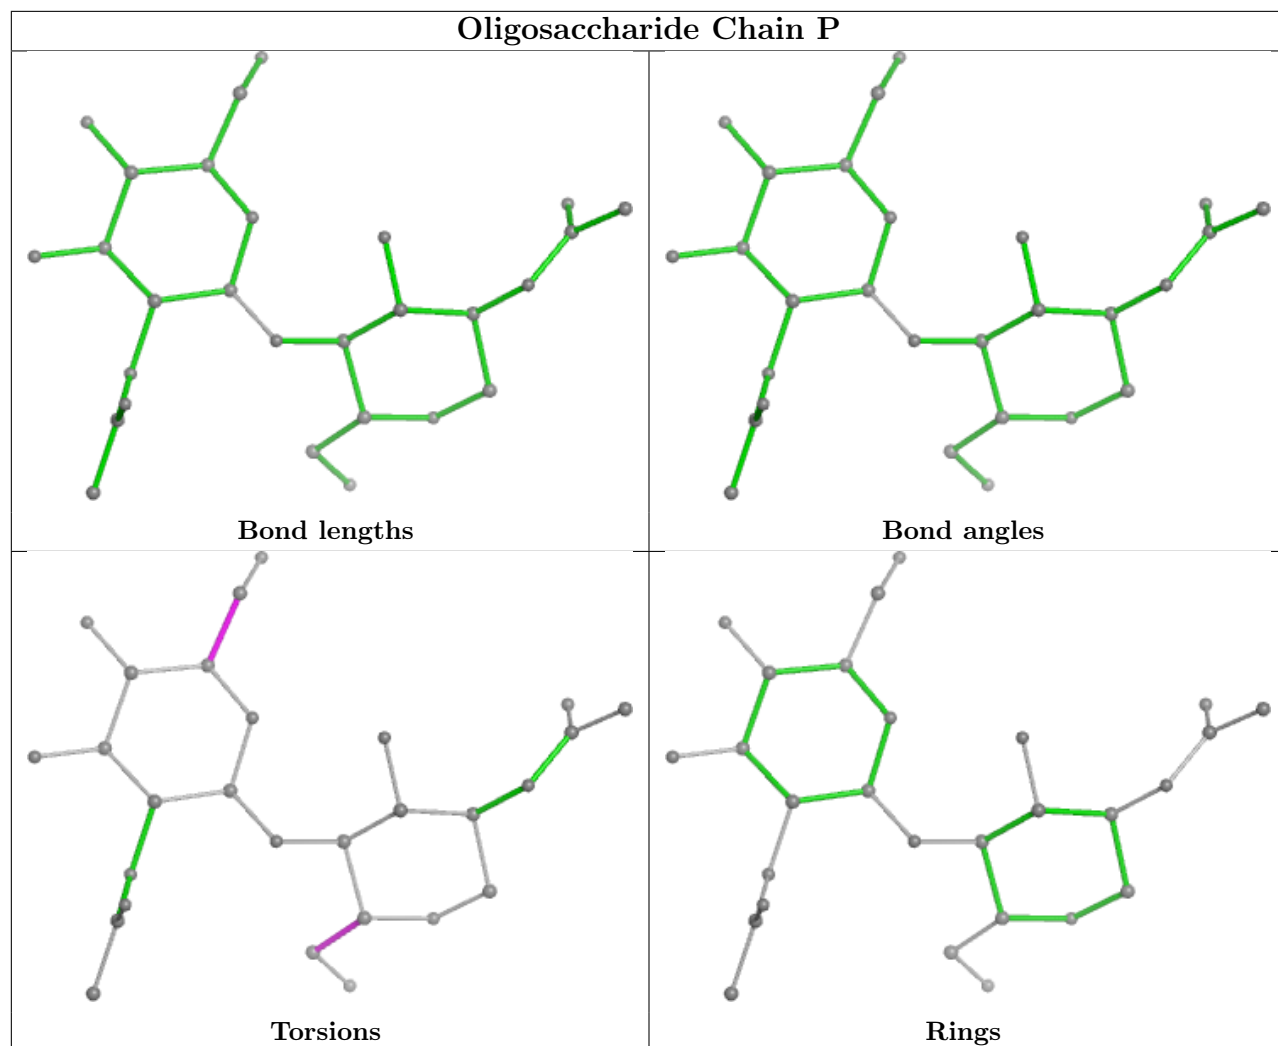 Oligosaccharide Chain P
Bond lengths
Bond angles
Torsions
Rings